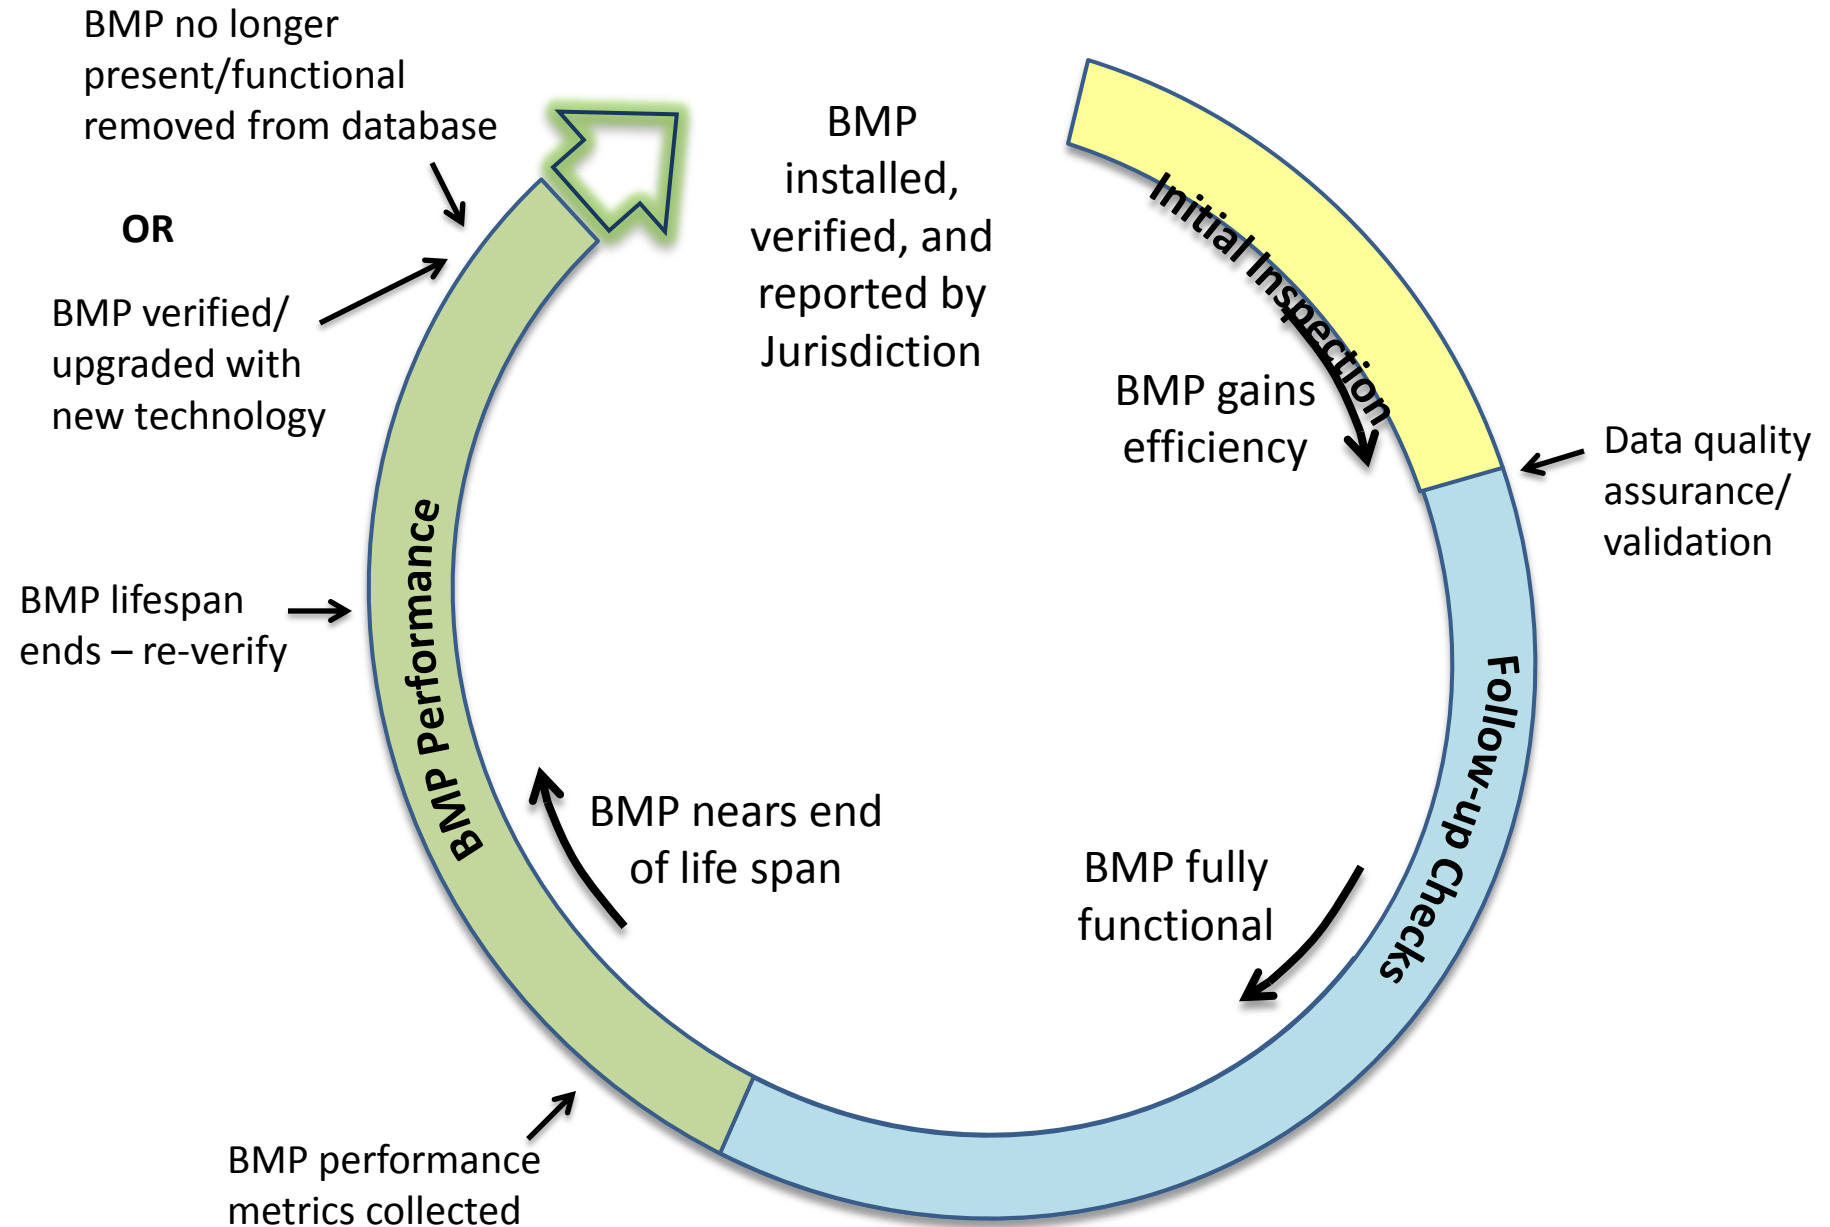 BMP no longer
present/functional
removed from database
OR
BMP verified/
upgraded with
new technology
BMP lifespan
ends – re-verify
BMP performance
metrics collected
BMP
installed,
verified, and
reported by
Jurisdiction
Initial Inspection
BMP gains
efficiency
Data quality
assurance/
validation
Follow-up Checks
BMP fully
functional
BMP nears end
of life span
BMP Performance